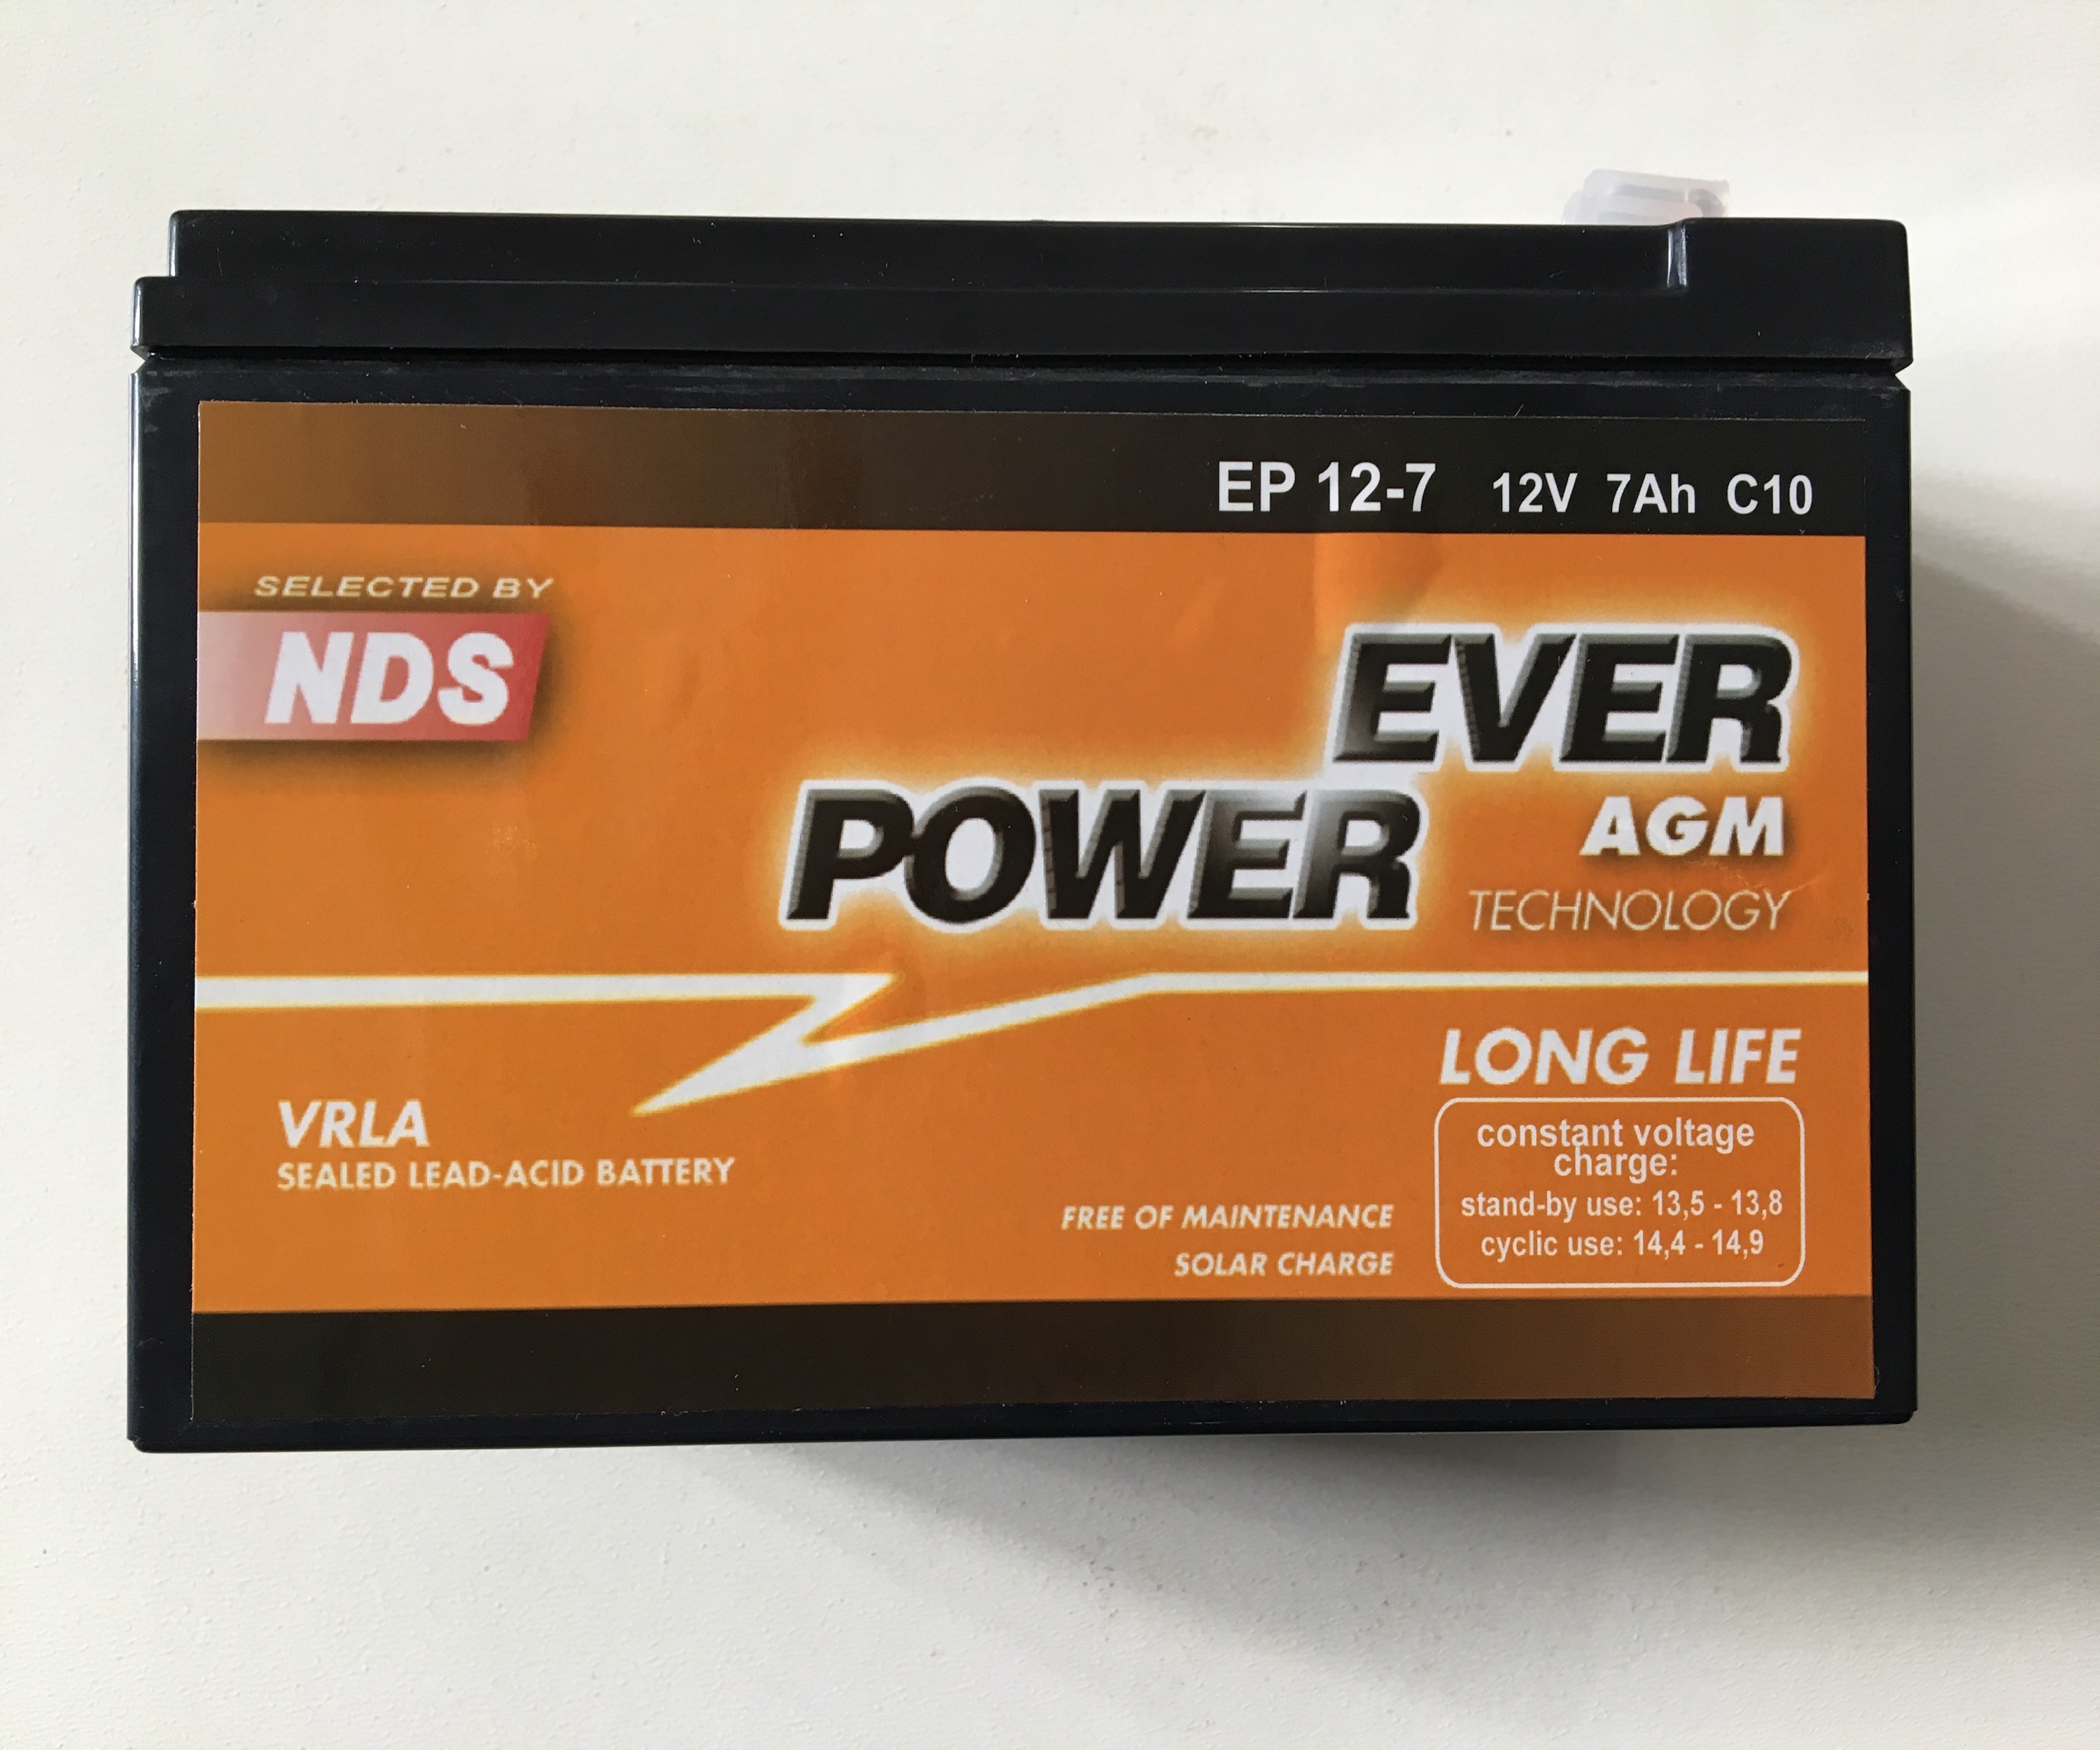 EP 12-7 12V 7Ah C10
SELECTED BY
NDS
EVER
POWER
AGM
TECHNOLOGY
LONG LIFE
constant voltage
charge:
stand-by use: 13,5 - 13,8
cyclic use: 14,4 - 14,9
VRLA
SEALED LEAD-ACID BATTERY
FREE OF MAINTENANCE
SOLAR CHARGE